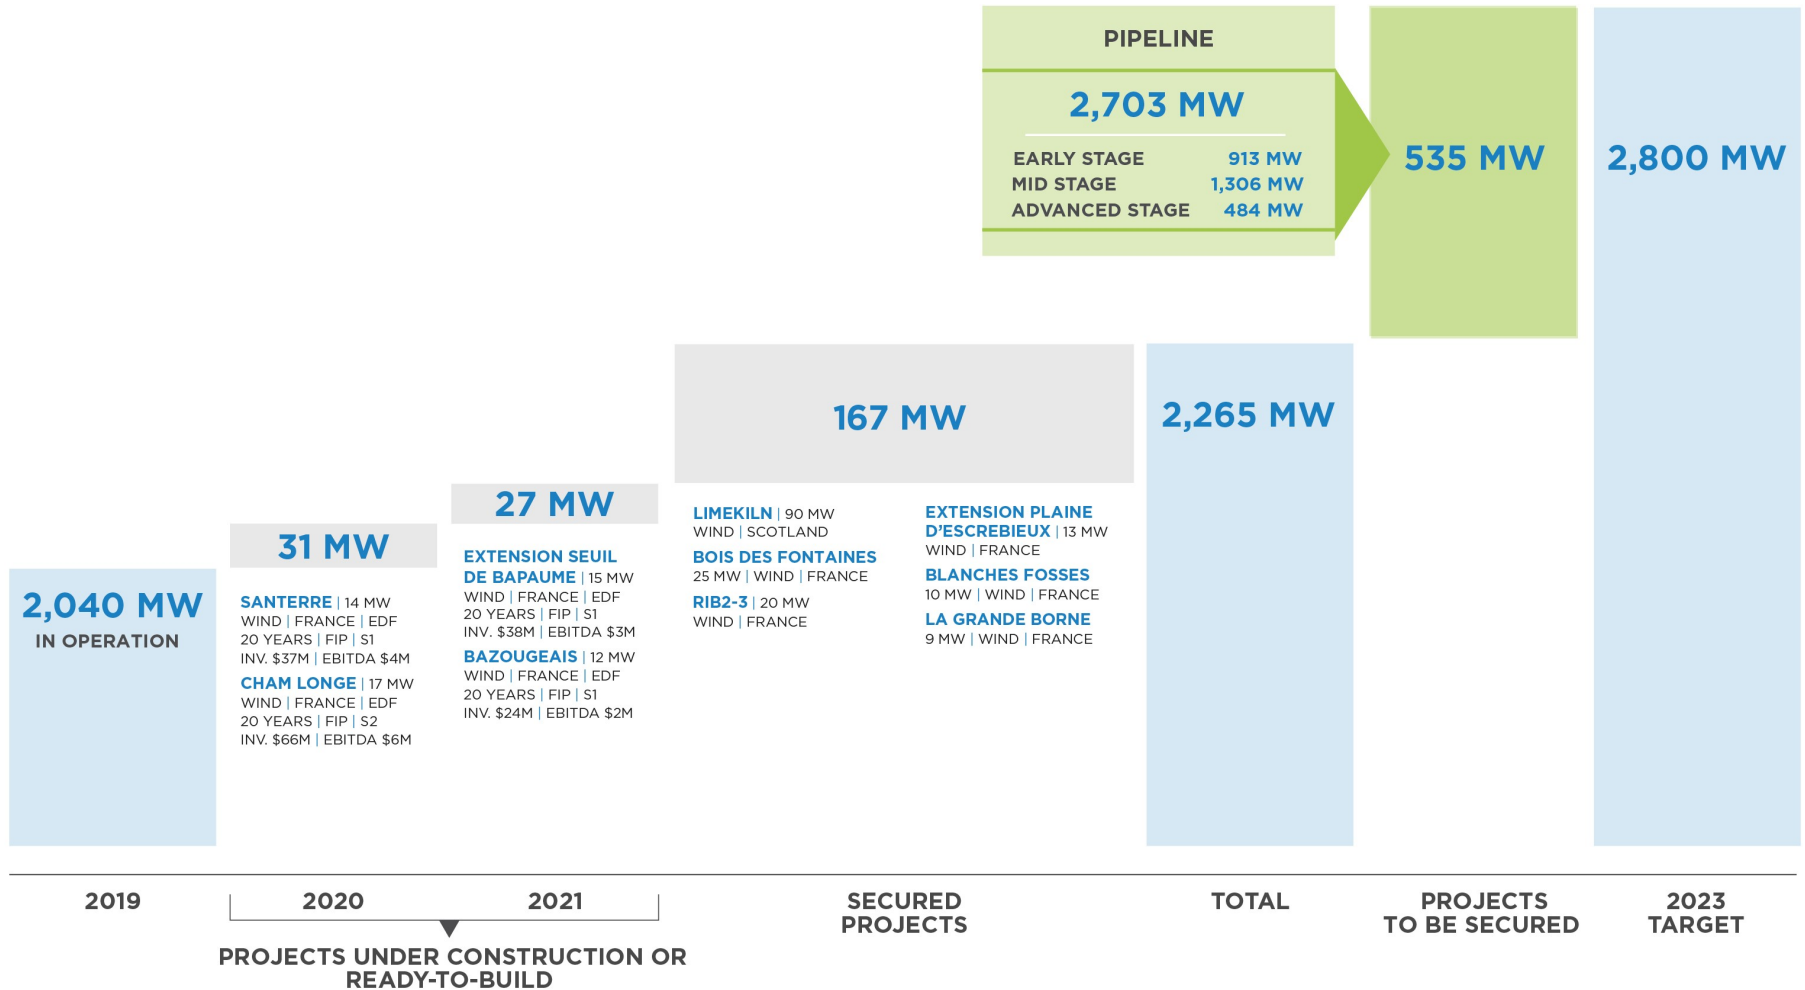 PIPELINE
2,703 MW
EARLY STAGE 913 MW
MID STAGE 1,306 MW
ADVANCED STAGE 484 MW
535 MW
2,800 MW
167 MW
2,265 MW
27 MW
31 MW
2,040 MW
IN OPERATION
SANTERRE | 14 MW
WIND | FRANCE | EDF
20 YEARS | FIP | S1
INV. $37M | EBITDA $4M
CHAM LONGE | 17 MW
WIND | FRANCE | EDF
20 YEARS | FIP | S2
INV. $66M | EBITDA $6M
EXTENSION SEUIL
DE BAPAUME | 15 MW
WIND | FRANCE | EDF
20 YEARS | FIP | S1
INV. $38M | EBITDA $3M
BAZOUGEAIS | 12 MW
WIND | FRANCE | EDF
20 YEARS | FIP | S1
INV. $24M | EBITDA $2M
LIMEKILN | 90 MW
WIND | SCOTLAND
BOIS DES FONTAINES
25 MW | WIND | FRANCE
RIB2-3 | 20 MW
WIND | FRANCE
EXTENSION PLAINE
D'ESCREBIEUX | 13 MW
WIND | FRANCE
BLANCHES FOSSES
10 MW | WIND | FRANCE
LA GRANDE BORNE
9 MW | WIND | FRANCE
2019
2020
2021
PROJECTS UNDER CONSTRUCTION OR
READY-TO-BUILD
SECURED
PROJECTS
TOTAL
PROJECTS
TO BE SECURED
2023
TARGET